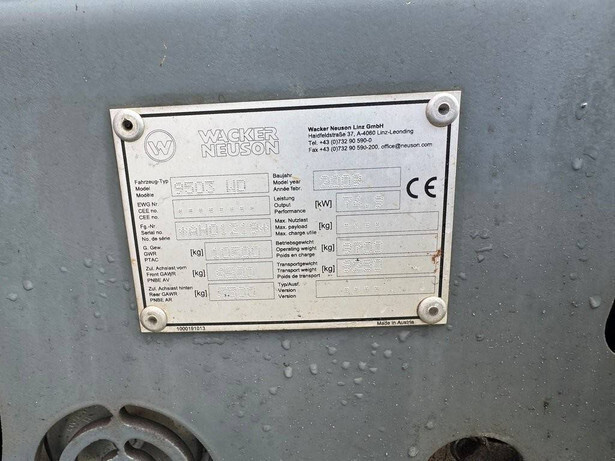 WACKER
NEUSON
Wacker Neuson Linz GmbH
Haidfeldstraße 37, A-4060 Linz-Leonding
Tel. +43 (0)732 90 590-0
Fax +43 (0)732 90 590-200, office@neuson.com
Fahrzeug-Typ
Model
Modèle
9503 WD
Baujahr
Model year
Année fabr.
CE
EWG Nr
CEE no.
CEE no.
Leistung
Output
Performance
[kW]
Fg.-Nr
Serial no
No. de série
Max. Nutzlast
Max. payload
Max. charge utile
[kg]
G. Gew.
GWR
PTAC
[kg]
Betriebsgewicht
Operating weight
Poids en charge
[kg]
Zul. Achslast vorn
Front GAWR
PNBE AV
[kg]
Transportgewicht
Transport weight
Poids de transport
[kg]
Zul. Achslast hinten
Rear GAWR
PNBE AR
[kg]
Typ/Ausf.
Version
Version
1000191013
Made in Austria